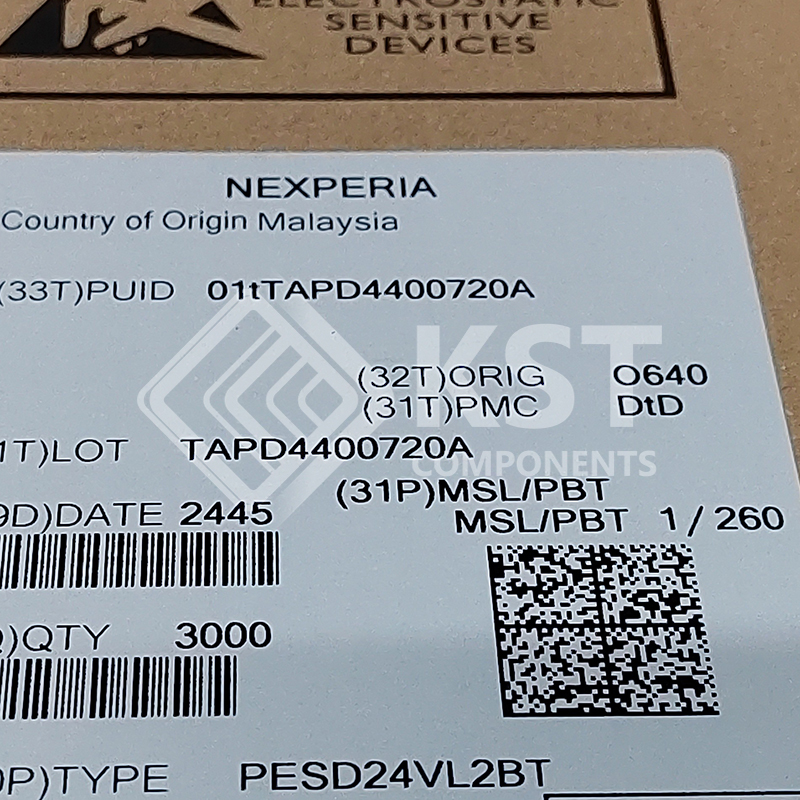 ELECTROSTATIC
SENSITIVE
DEVICES
NEXPERIA
Country of Origin Malaysia
(33T)PUID 01tTAPD4400720A
KST
COMPONENTS
(32T)ORIG O640
(31T)PMC DtD
1T)LOT TAPD4400720A
(31P)MSL/PBT
9D)DATE 2445
MSL/PBT 1/260
Q)QTY 3000
0P)TYPE PESD24VL2BT